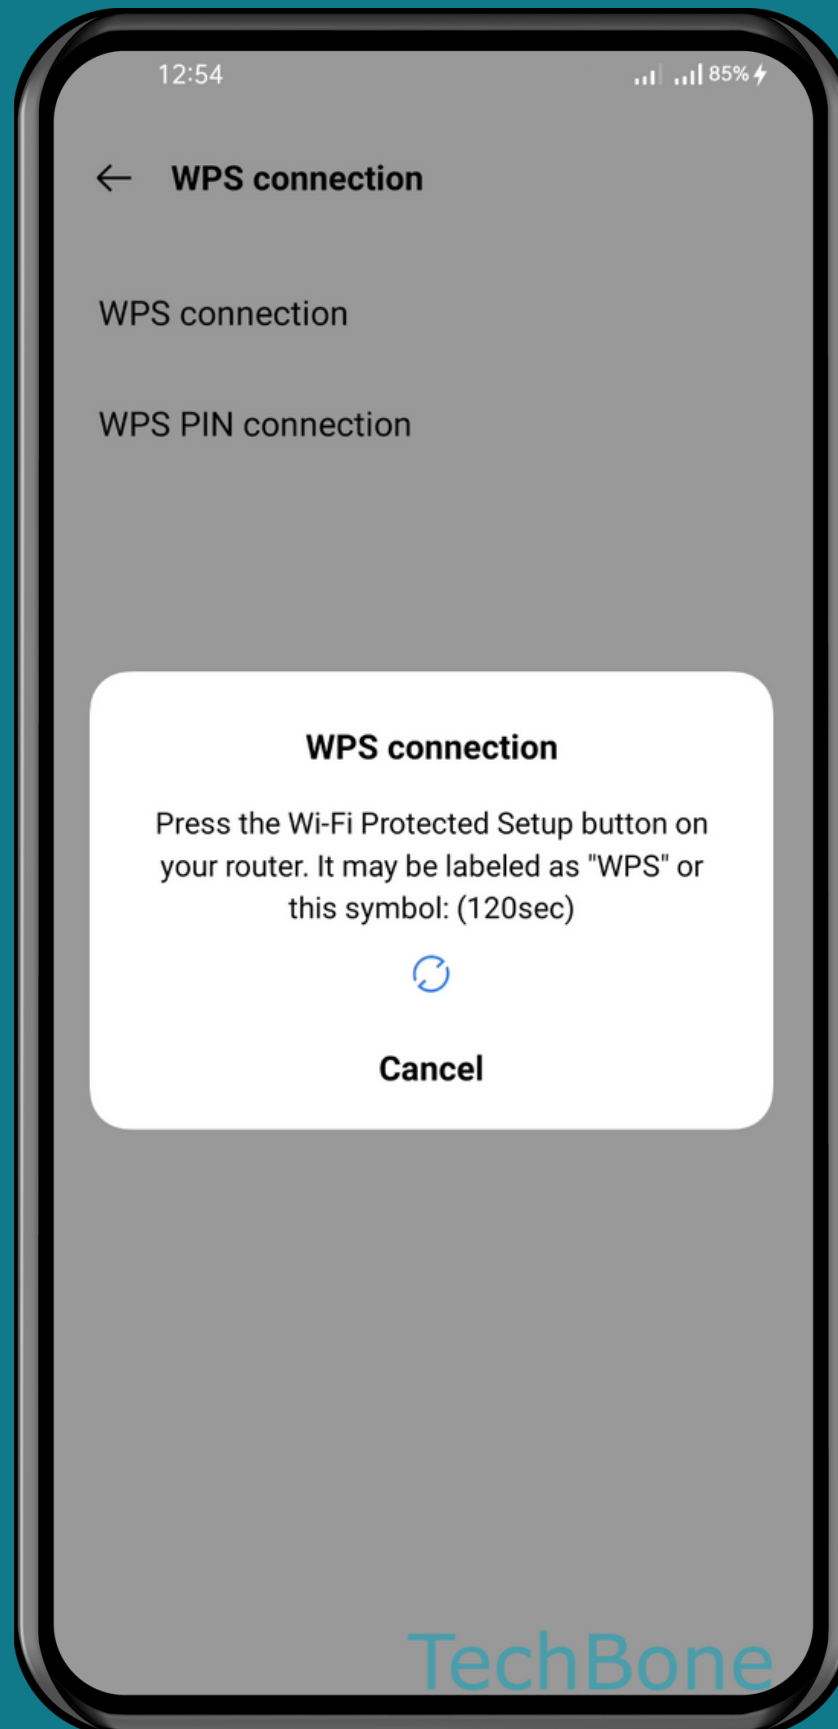 12:54
85%
WPS connection
WPS connection
WPS PIN connection
WPS connection
Press the Wi-Fi Protected Setup button on
your router. It may be labeled as "WPS" or
this symbol: (120sec)
Cancel
TechBone